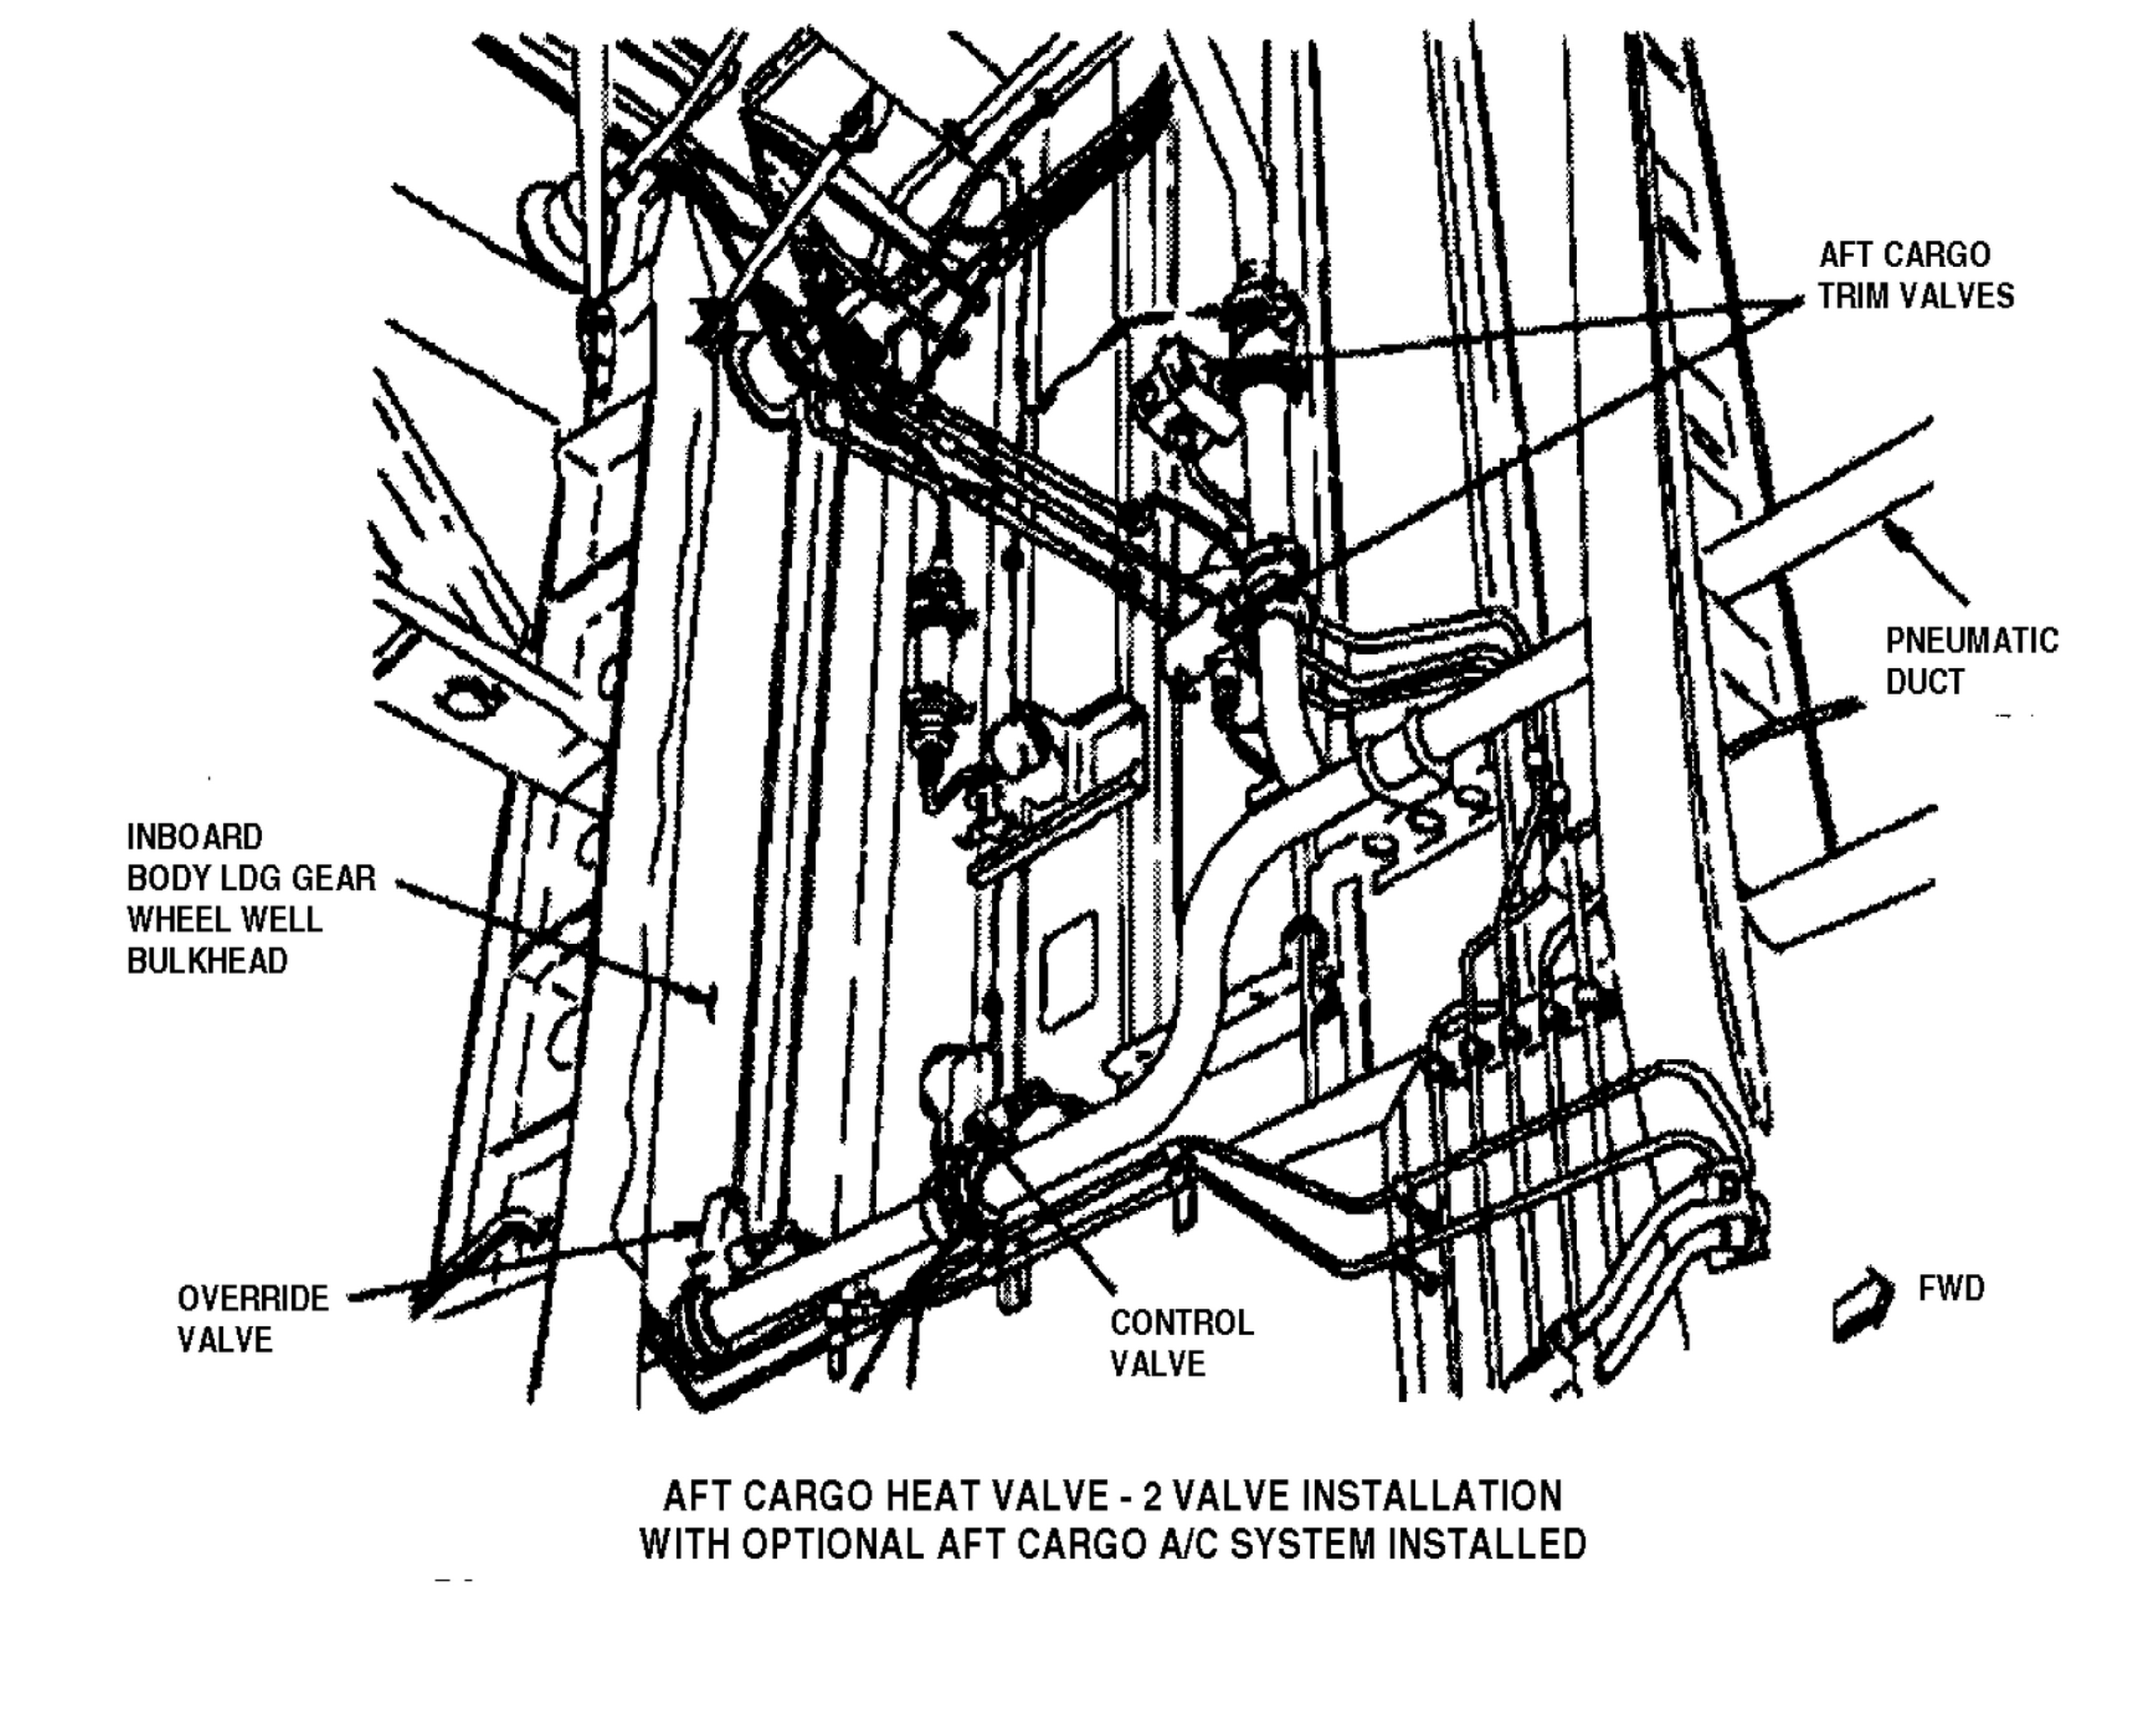 AFT CARGO
TRIM VALVES
PNEUMATIC
DUCT
INBOARD
BODY LDG GEAR
WHEEL WELL
BULKHEAD
OVERRIDE
VALVE
CONTROL
VALVE
FWD
AFT CARGO HEAT VALVE - 2 VALVE INSTALLATION
WITH OPTIONAL AFT CARGO A/C SYSTEM INSTALLED